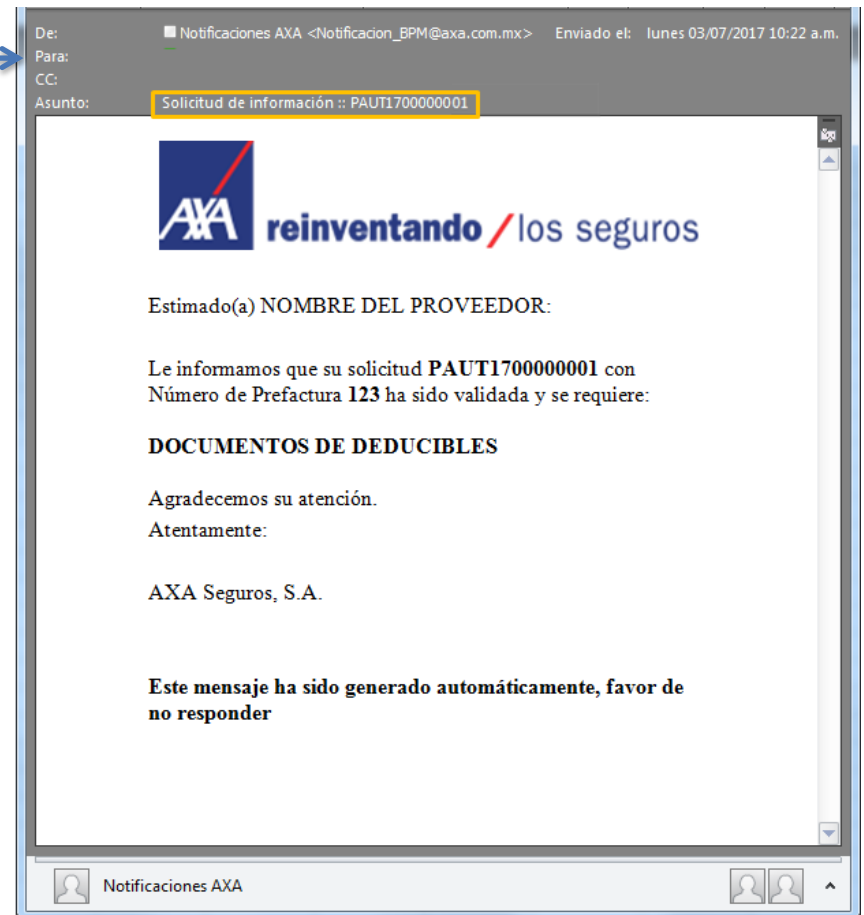 De: Notificaciones AXA <Notificacion_BPM@axa.com.mx> Enviado el: lunes 03/07/2017 10:22 a.m.
Para:
CC:
Asunto: Solicitud de información :: PAUT1700000001
AXA reinventando / los seguros
Estimado(a) NOMBRE DEL PROVEEDOR:
Le informamos que su solicitud PAUT1700000001 con
Número de Prefactura 123 ha sido validada y se requiere:
DOCUMENTOS DE DEDUCIBLES
Agradecemos su atención.
Atentamente:
AXA Seguros, S.A.
Este mensaje ha sido generado automáticamente, favor de
no responder
Notificaciones AXA